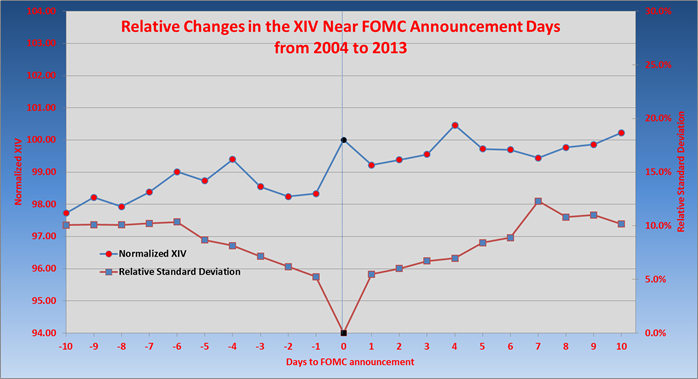 Relative Changes in the XIV Near FOMC Announcement Days
from 2004 to 2013
104.00
103.00
102.00
101.00
100.00
99.00
98.00
97.00
96.00
95.00
94.00
Normalized XIV
30.0%
25.0%
20.0%
15.0%
10.0%
5.0%
0.0%
Relative Standard Deviation
Normalized XIV
Relative Standard Deviation
-10 -9 -8 -7 -6 -5 -4 -3 -2 -1 0 1 2 3 4 5 6 7 8 9 10
Days to FOMC announcement